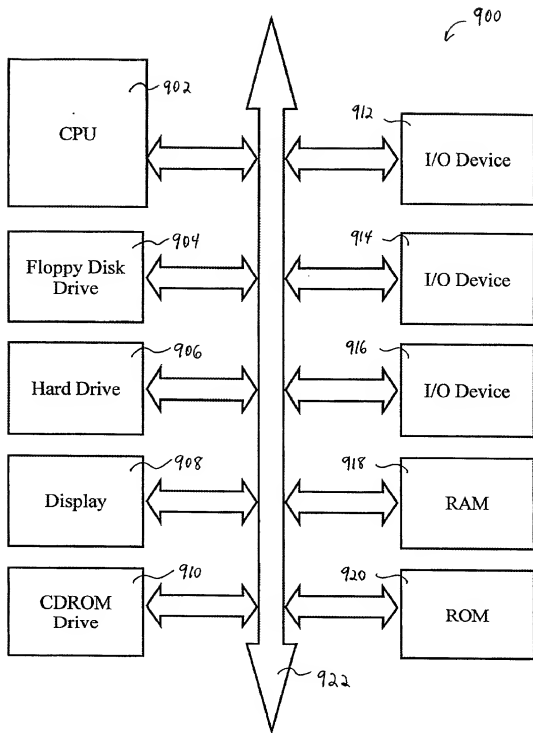 900
902
CPU
912
I/O Device
904
Floppy Disk
Drive
914
I/O Device
906
Hard Drive
916
I/O Device
908
Display
918
RAM
910
CDROM
Drive
920
ROM
922